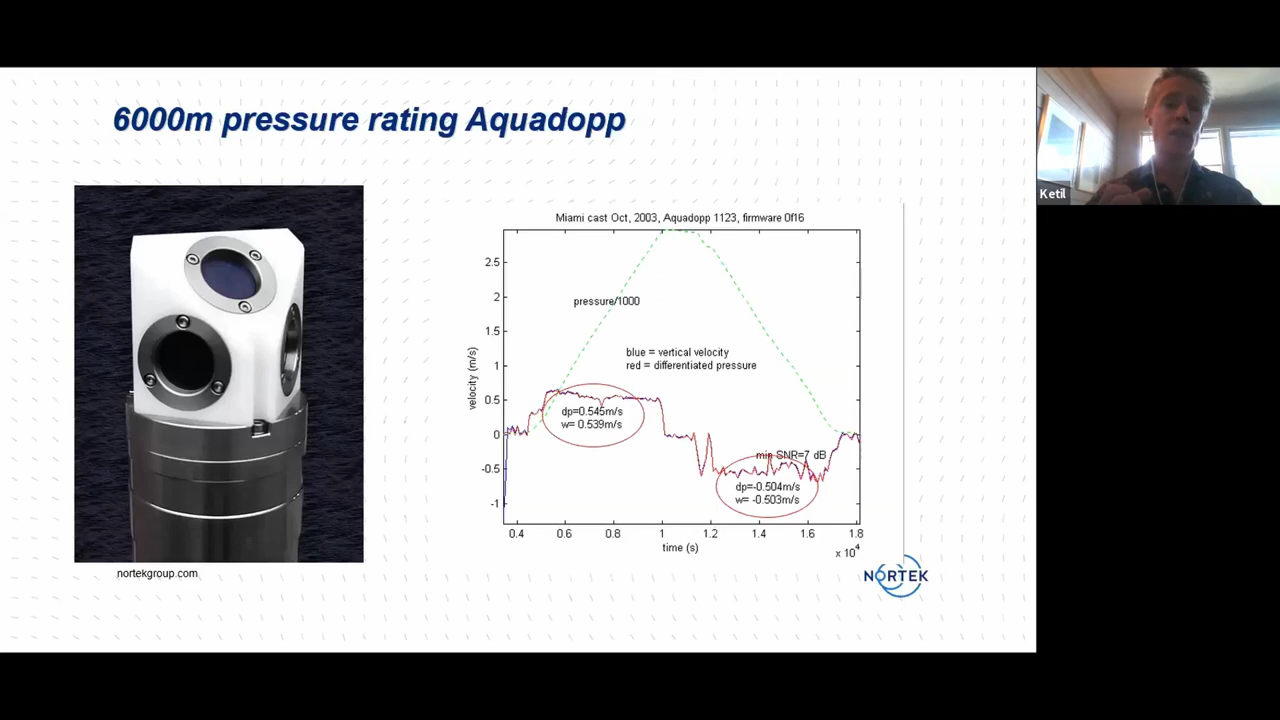 6000m pressure rating Aquadopp
Ketil
Miami cast Oct, 2003, Aquadopp 1123, firmware 0f16
2.5
2
1.5
1
0.5
0
-0.5
-1
velocity (m/s)
pressure/1000
blue = vertical velocity
red = differentiated pressure
dp=0.545m/s
w= 0.539m/s
min SNR=7 dB
dp=-0.504m/s
w= -0.503m/s
0.4 0.6 0.8 1 1.2 1.4 1.6 1.8
time (s)
x 10^4
nortekgroup.com
NORTEK